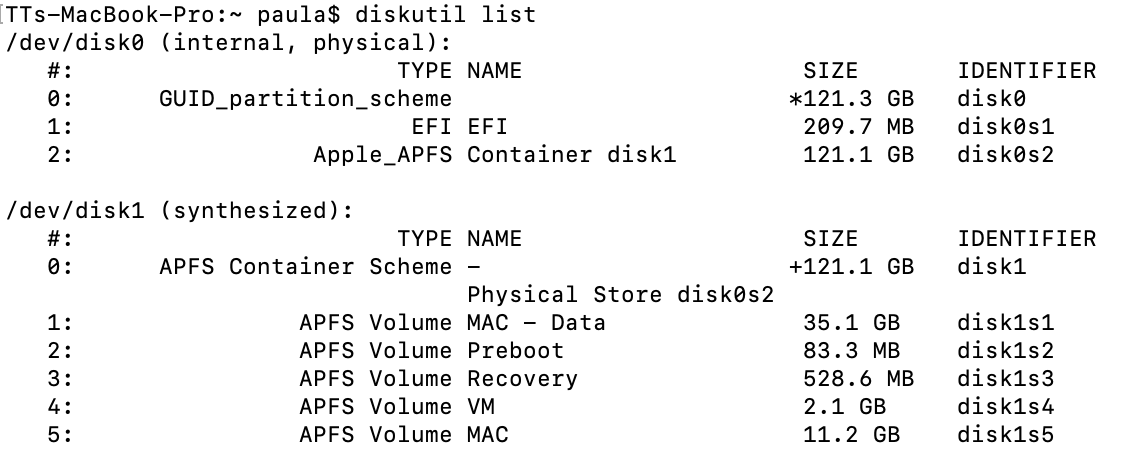 TTs-MacBook-Pro:~ paula$ diskutil list
/dev/disk0 (internal, physical):
   #:                       TYPE NAME                    SIZE       IDENTIFIER
   0:      GUID_partition_scheme                        *121.3 GB   disk0
   1:                        EFI EFI                     209.7 MB   disk0s1
   2:                 Apple_APFS Container disk1         121.1 GB   disk0s2

/dev/disk1 (synthesized):
   #:                       TYPE NAME                    SIZE       IDENTIFIER
   0:      APFS Container Scheme -                      +121.1 GB   disk1
                                 Physical Store disk0s2
   1:                APFS Volume MAC - Data              35.1 GB    disk1s1
   2:                APFS Volume Preboot                 83.3 MB    disk1s2
   3:                APFS Volume Recovery                528.6 MB   disk1s3
   4:                APFS Volume VM                      2.1 GB     disk1s4
   5:                APFS Volume MAC                     11.2 GB    disk1s5